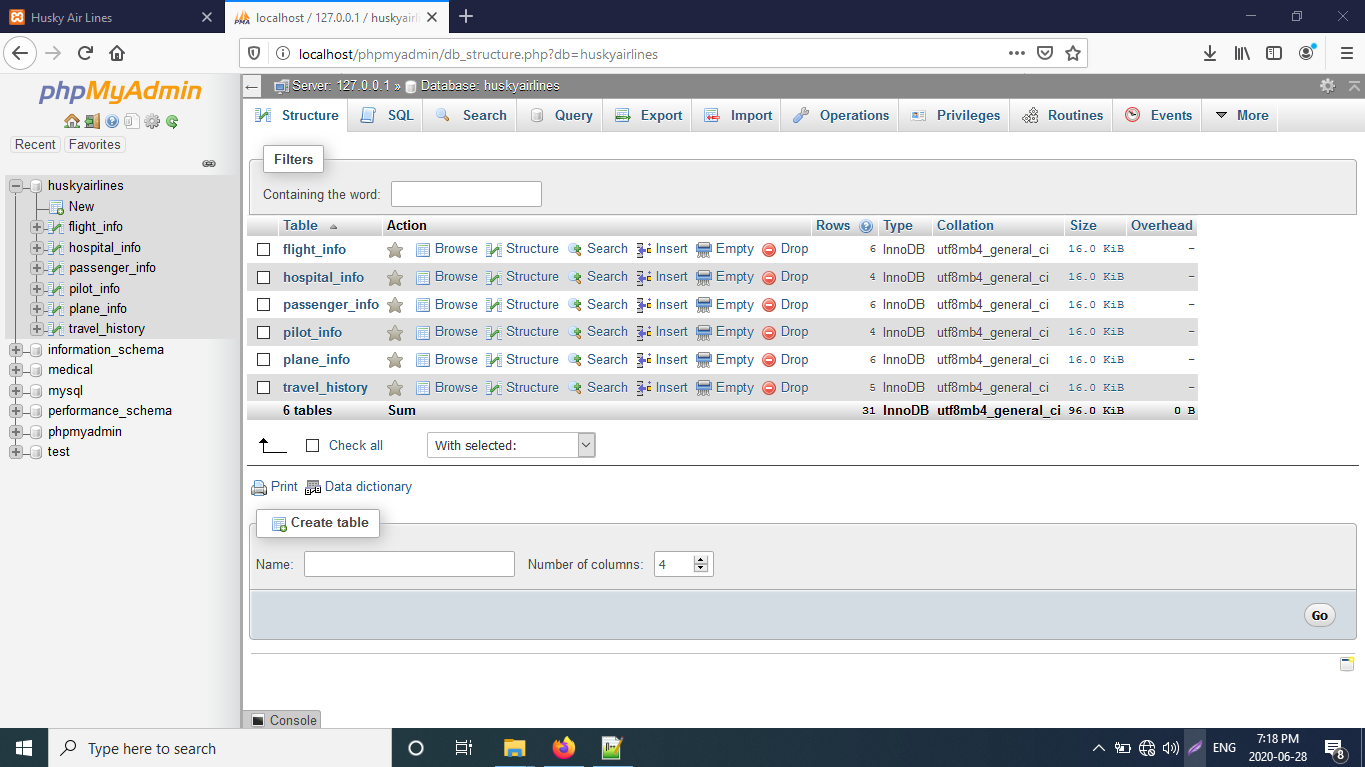 Husky Air Lines
localhost / 127.0.0.1 / huskyairl
localhost/phpmyadmin/db_structure.php?db=huskyairlines
phpMyAdmin
Recent Favorites
huskyairlines
New
flight_info
hospital_info
passenger_info
pilot_info
plane_info
travel_history
information_schema
medical
mysql
performance_schema
phpmyadmin
test
Server: 127.0.0.1 » Database: huskyairlines
Structure SQL Search Query Export Import Operations Privileges Routines Events More
Filters
Containing the word:
Table Action Rows Type Collation Size Overhead
flight_info Browse Structure Search Insert Empty Drop 6 InnoDB utf8mb4_general_ci 16.0 KiB -
hospital_info Browse Structure Search Insert Empty Drop 4 InnoDB utf8mb4_general_ci 16.0 KiB -
passenger_info Browse Structure Search Insert Empty Drop 6 InnoDB utf8mb4_general_ci 16.0 KiB -
pilot_info Browse Structure Search Insert Empty Drop 4 InnoDB utf8mb4_general_ci 16.0 KiB -
plane_info Browse Structure Search Insert Empty Drop 6 InnoDB utf8mb4_general_ci 16.0 KiB -
travel_history Browse Structure Search Insert Empty Drop 5 InnoDB utf8mb4_general_ci 16.0 KiB -
6 tables Sum 31 InnoDB utf8mb4_general_ci 96.0 KiB 0 B
Check all With selected:
Print Data dictionary
Create table
Name: Number of columns: 4
Go
Console
Type here to search
ENG
7:18 PM
2020-06-28
8